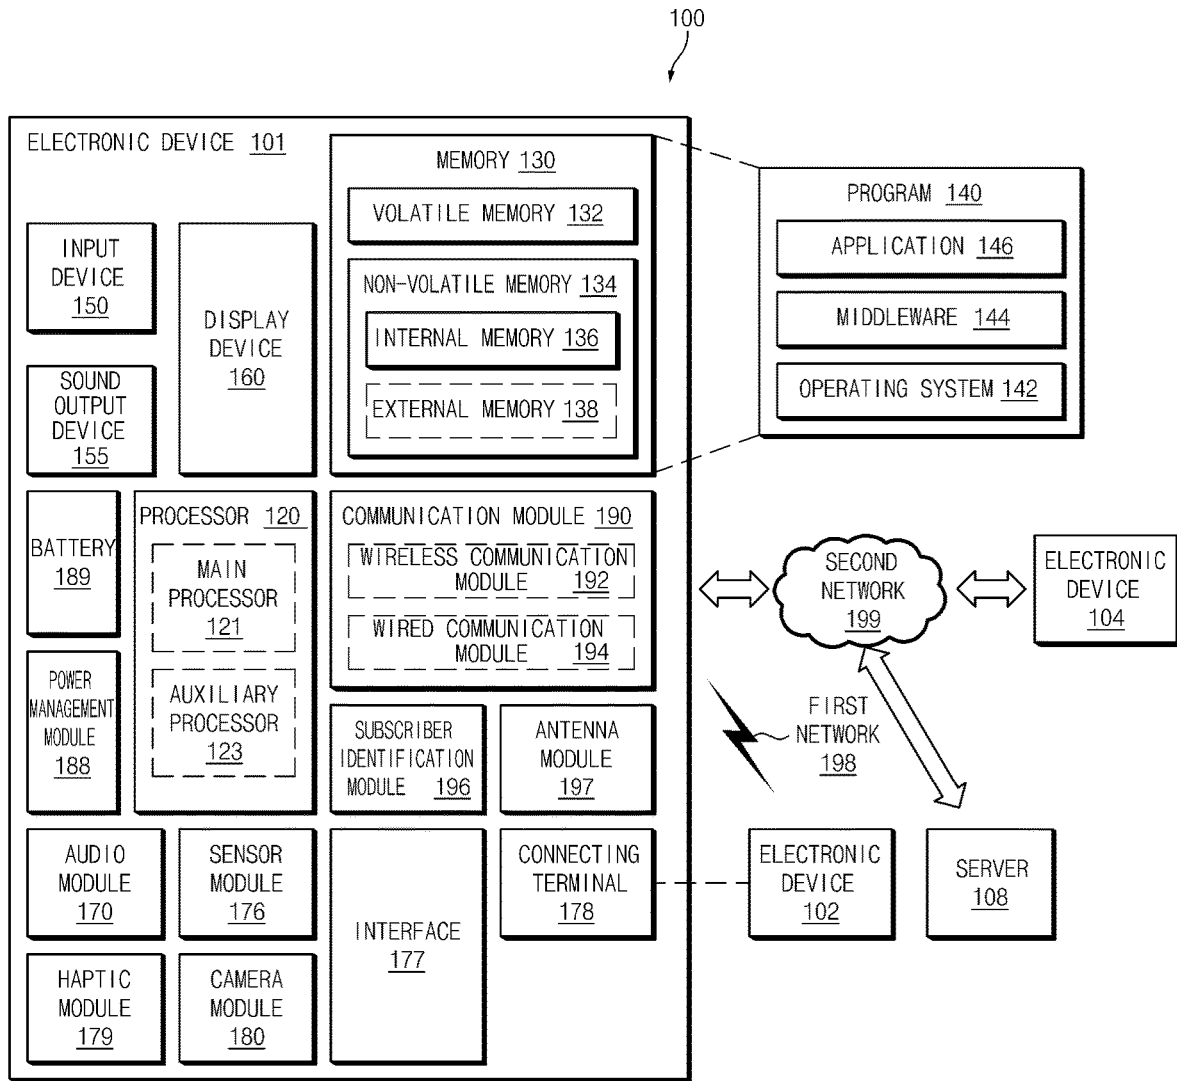 100
ELECTRONIC DEVICE 101
INPUT
DEVICE
150
DISPLAY
DEVICE
160
SOUND
OUTPUT
DEVICE
155
MEMORY 130
VOLATILE MEMORY 132
NON-VOLATILE MEMORY 134
INTERNAL MEMORY 136
EXTERNAL MEMORY 138
PROGRAM 140
APPLICATION 146
MIDDLEWARE 144
OPERATING SYSTEM 142
BATTERY
189
POWER
MANAGEMENT
MODULE
188
PROCESSOR 120
MAIN
PROCESSOR
121
AUXILIARY
PROCESSOR
123
COMMUNICATION MODULE 190
WIRELESS COMMUNICATION
MODULE 192
WIRED COMMUNICATION
MODULE 194
SUBSCRIBER
IDENTIFICATION
MODULE 196
ANTENNA
MODULE
197
SECOND
NETWORK
199
ELECTRONIC
DEVICE
104
FIRST
NETWORK
198
AUDIO
MODULE
170
SENSOR
MODULE
176
INTERFACE
177
CONNECTING
TERMINAL
178
ELECTRONIC
DEVICE
102
SERVER
108
HAPTIC
MODULE
179
CAMERA
MODULE
180